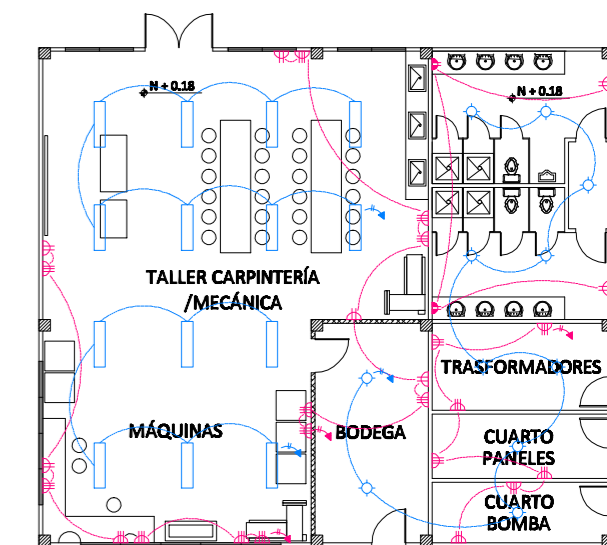 N + 0.18
N + 0.18
TALLER CARPINTERÍA
/MECÁNICA
TRASFORMADORES
MÁQUINAS
BODEGA
CUARTO
PANELES
CUARTO
BOMBA